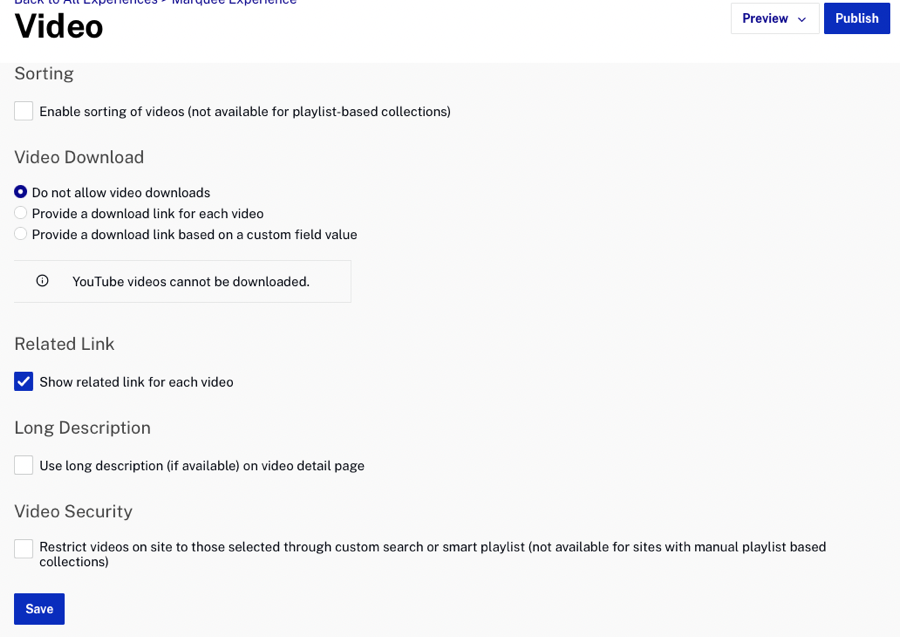 Back to All Experiences > Marquee Experience
Video
Preview
Publish
Sorting
Enable sorting of videos (not available for playlist-based collections)
Video Download
Do not allow video downloads
Provide a download link for each video
Provide a download link based on a custom field value
YouTube videos cannot be downloaded.
Related Link
Show related link for each video
Long Description
Use long description (if available) on video detail page
Video Security
Restrict videos on site to those selected through custom search or smart playlist (not available for sites with manual playlist based
collections)
Save